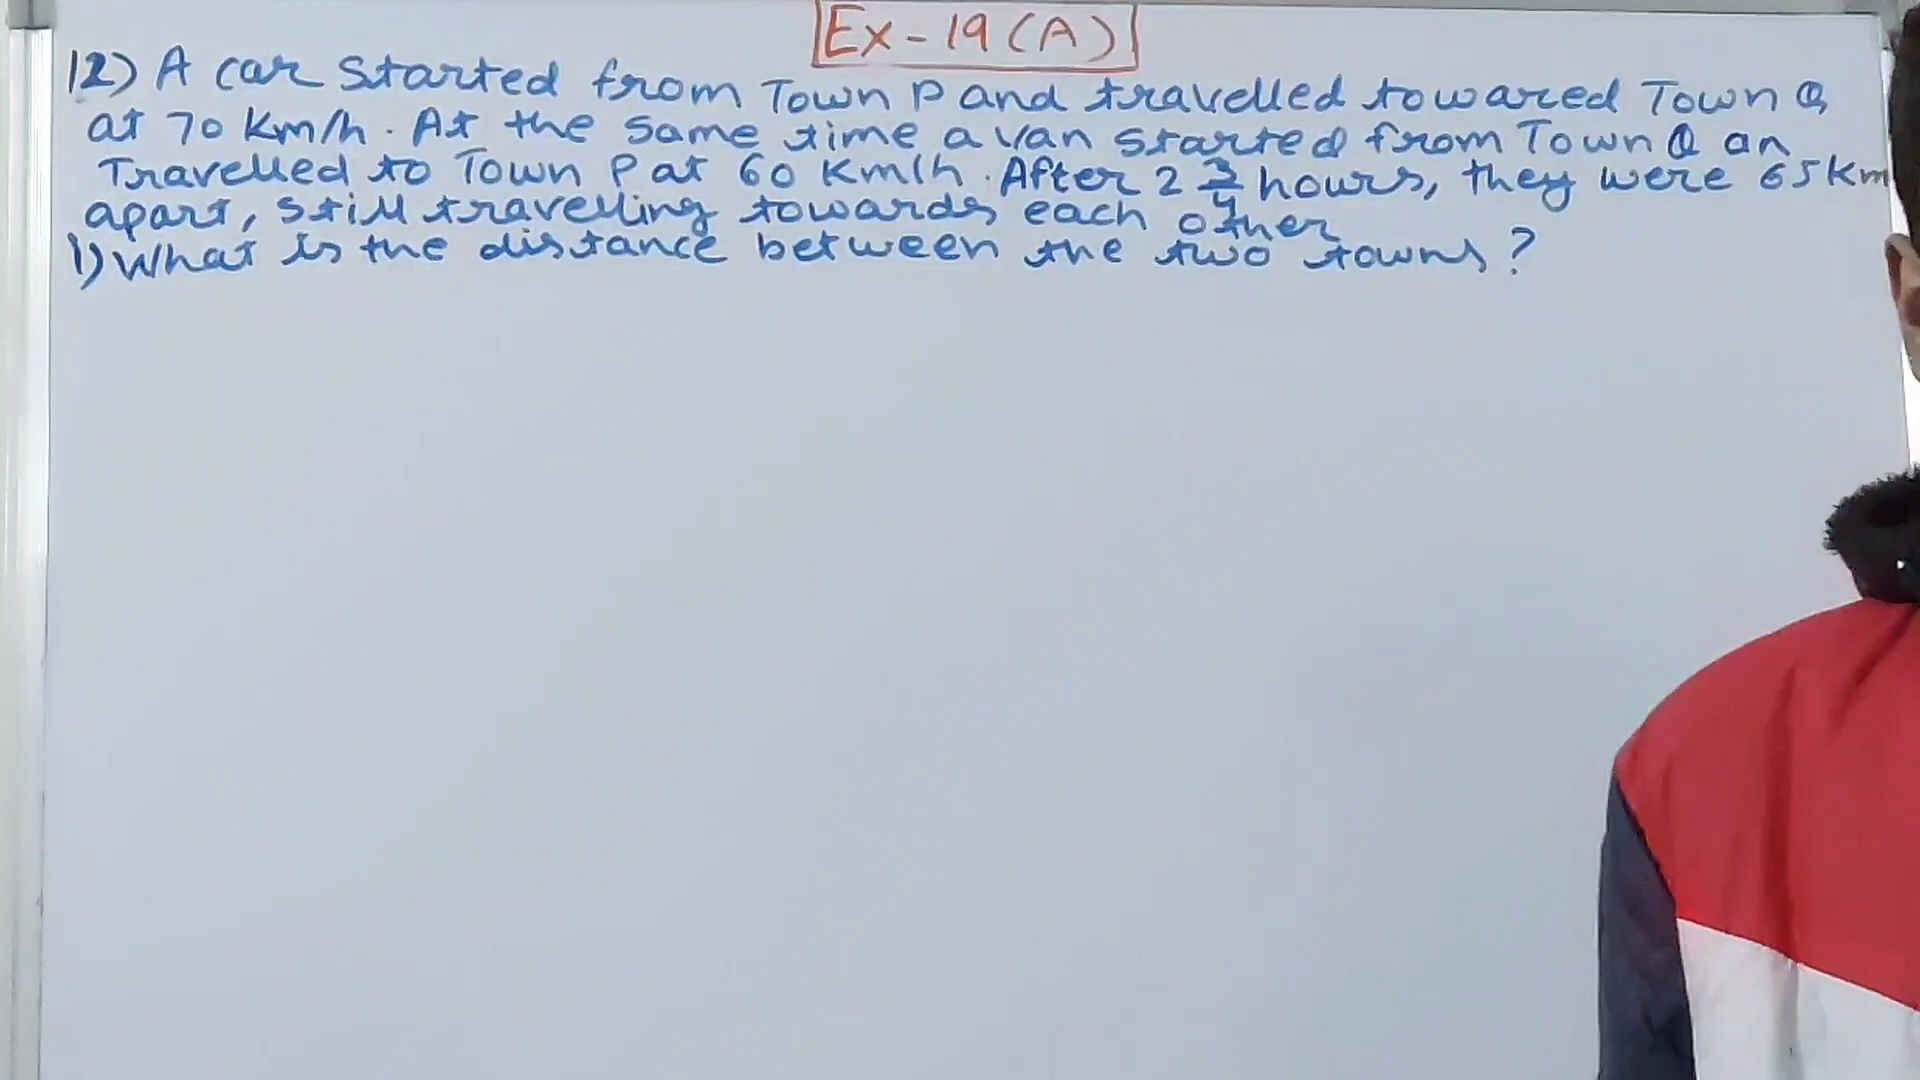 Ex - 19 (A)
12) A car started from Town P and travelled towared Town Q
at 70 Km/h. At the same time a van started from Town Q an
Travelled to Town P at 60 Km/h. After 2 3/4 hours, they were 65 Km
apart, still travelling towards each other
1) What is the distance between the two towns?